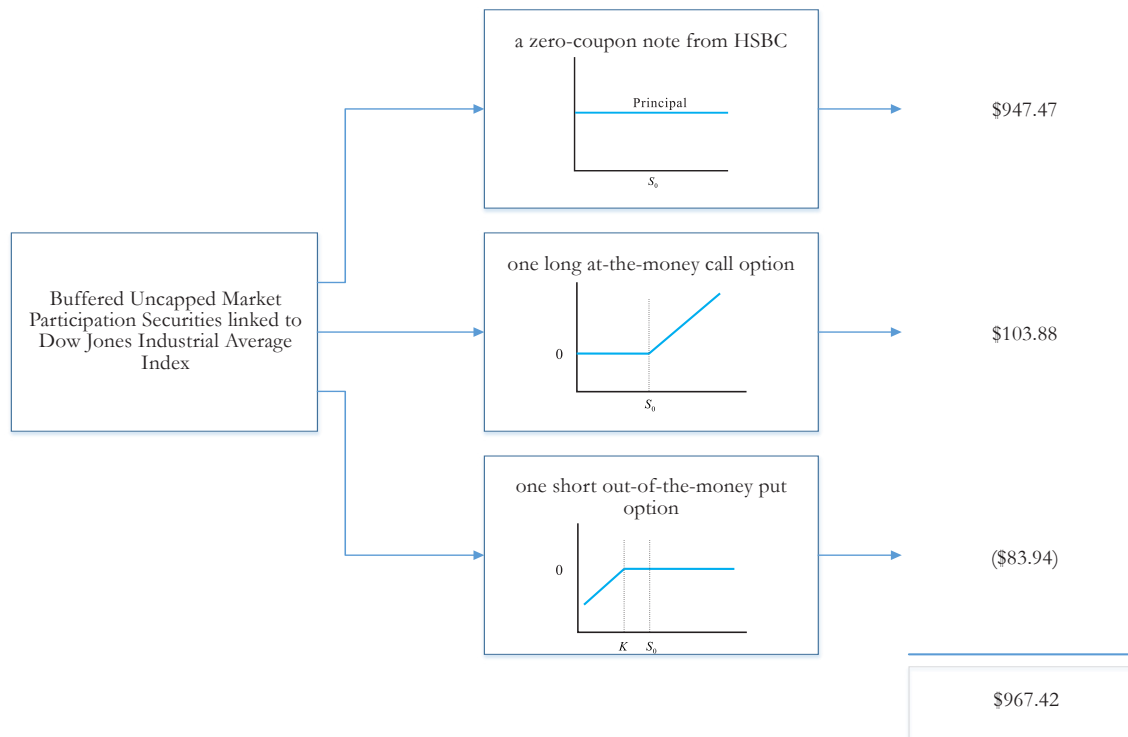 a zero-coupon note from HSBC
Principal
S₀
$947.47
Buffered Uncapped Market
Participation Securities linked to
Dow Jones Industrial Average
Index
one long at-the-money call option
0
S₀
$103.88
one short out-of-the-money put
option
0
K S₀
($83.94)
$967.42